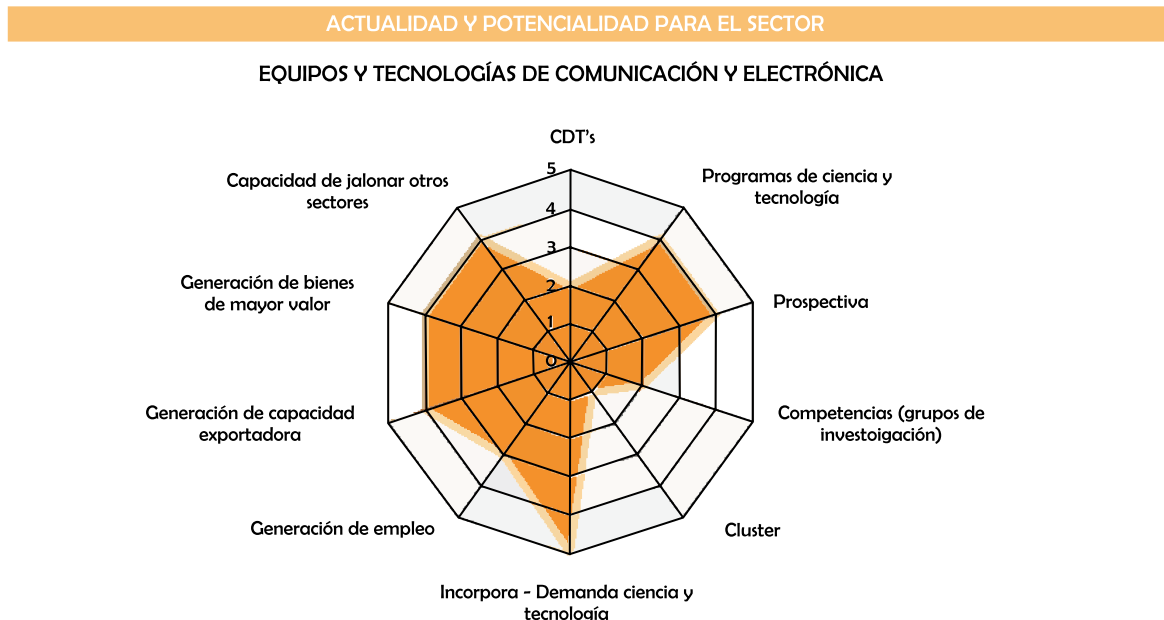 ACTUALIDAD Y POTENCIALIDAD PARA EL SECTOR
EQUIPOS Y TECNOLOGÍAS DE COMUNICACIÓN Y ELECTRÓNICA
CDT's
Programas de ciencia y
tecnología
Prospectiva
Competencias (grupos de
investoigación)
Cluster
Incorpora - Demanda ciencia y
tecnología
Generación de empleo
Generación de capacidad
exportadora
Generación de bienes
de mayor valor
Capacidad de jalonar otros
sectores
5
4
3
2
1
0